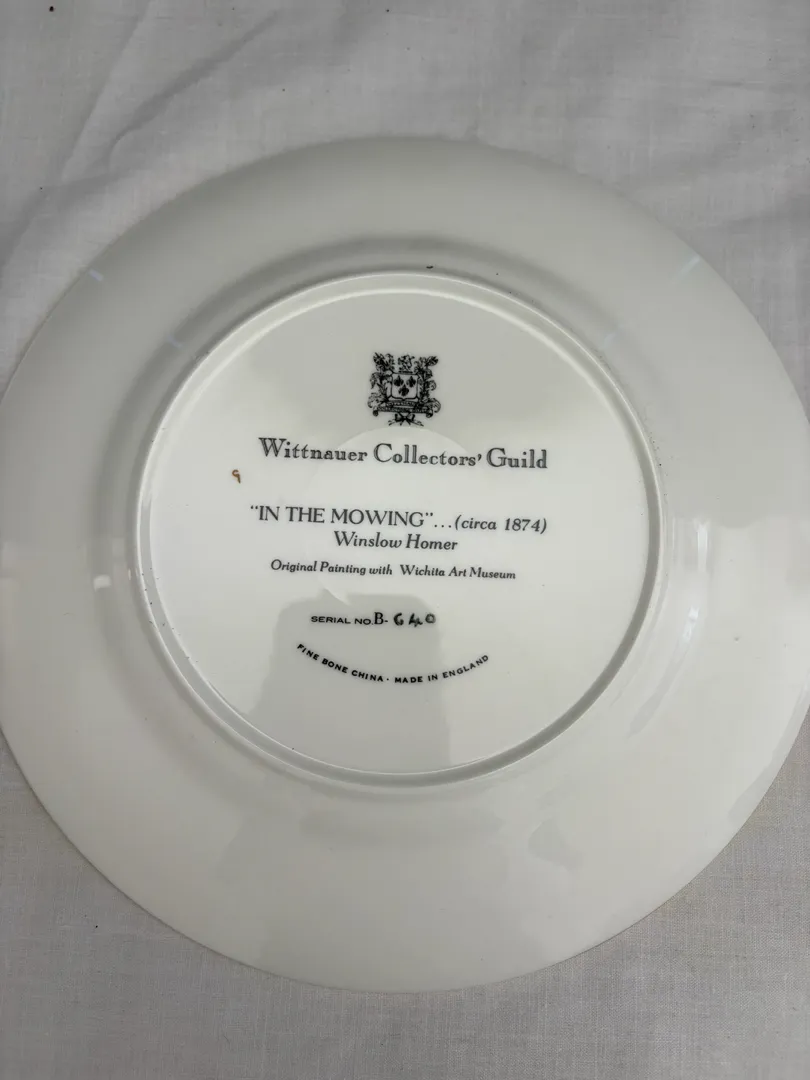 Wittnauer Collectors' Guild
"IN THE MOWING"...(circa 1874)
Winslow Homer
Original Painting with Wichita Art Museum
SERIAL NO. B- 640
FINE BONE CHINA · MADE IN ENGLAND